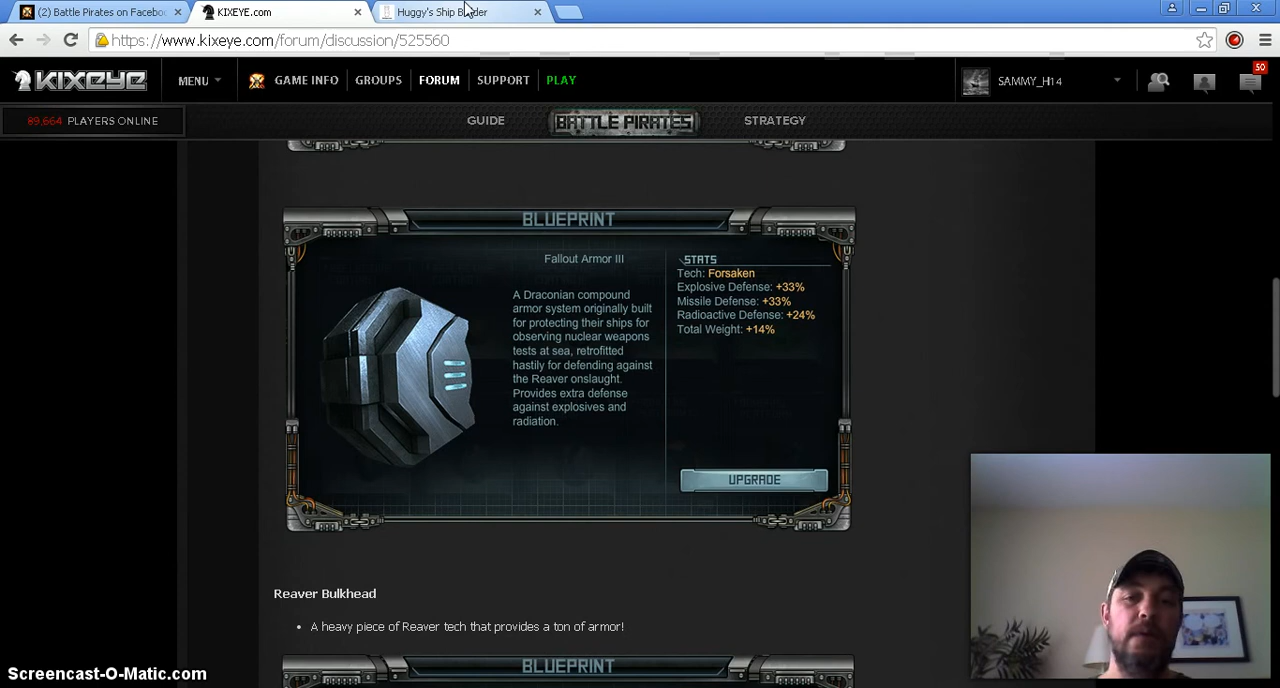 (2) Battle Pirates on Facebo
KIXEYE.com
Huggy's Ship Builder
https://www.kixeye.com/forum/discussion/525560
KIXEYE
MENU
GAME INFO
GROUPS
FORUM
SUPPORT
PLAY
SAMMY_H14
50
89,664 PLAYERS ONLINE
GUIDE
BATTLE PIRATES
STRATEGY
BLUEPRINT
Fallout Armor III
A Draconian compound
armor system originally built
for protecting their ships for
observing nuclear weapons
tests at sea, retrofitted
hastily for defending against
the Reaver onslaught.
Provides extra defense
against explosives and
radiation.
STATS
Tech: Forsaken
Explosive Defense: +33%
Missile Defense: +33%
Radioactive Defense: +24%
Total Weight: +14%
UPGRADE
Reaver Bulkhead
• A heavy piece of Reaver tech that provides a ton of armor!
BLUEPRINT
Screencast-O-Matic.com